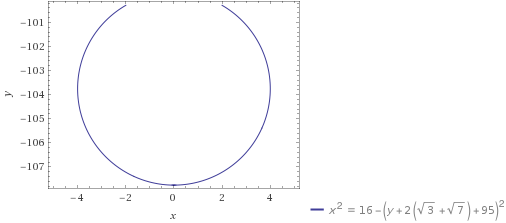 -101
-102
-103
-104
-105
-106
-107
y
-4 -2 0 2 4
x
x² = 16 - (y + 2(√3 + √7) + 95)²